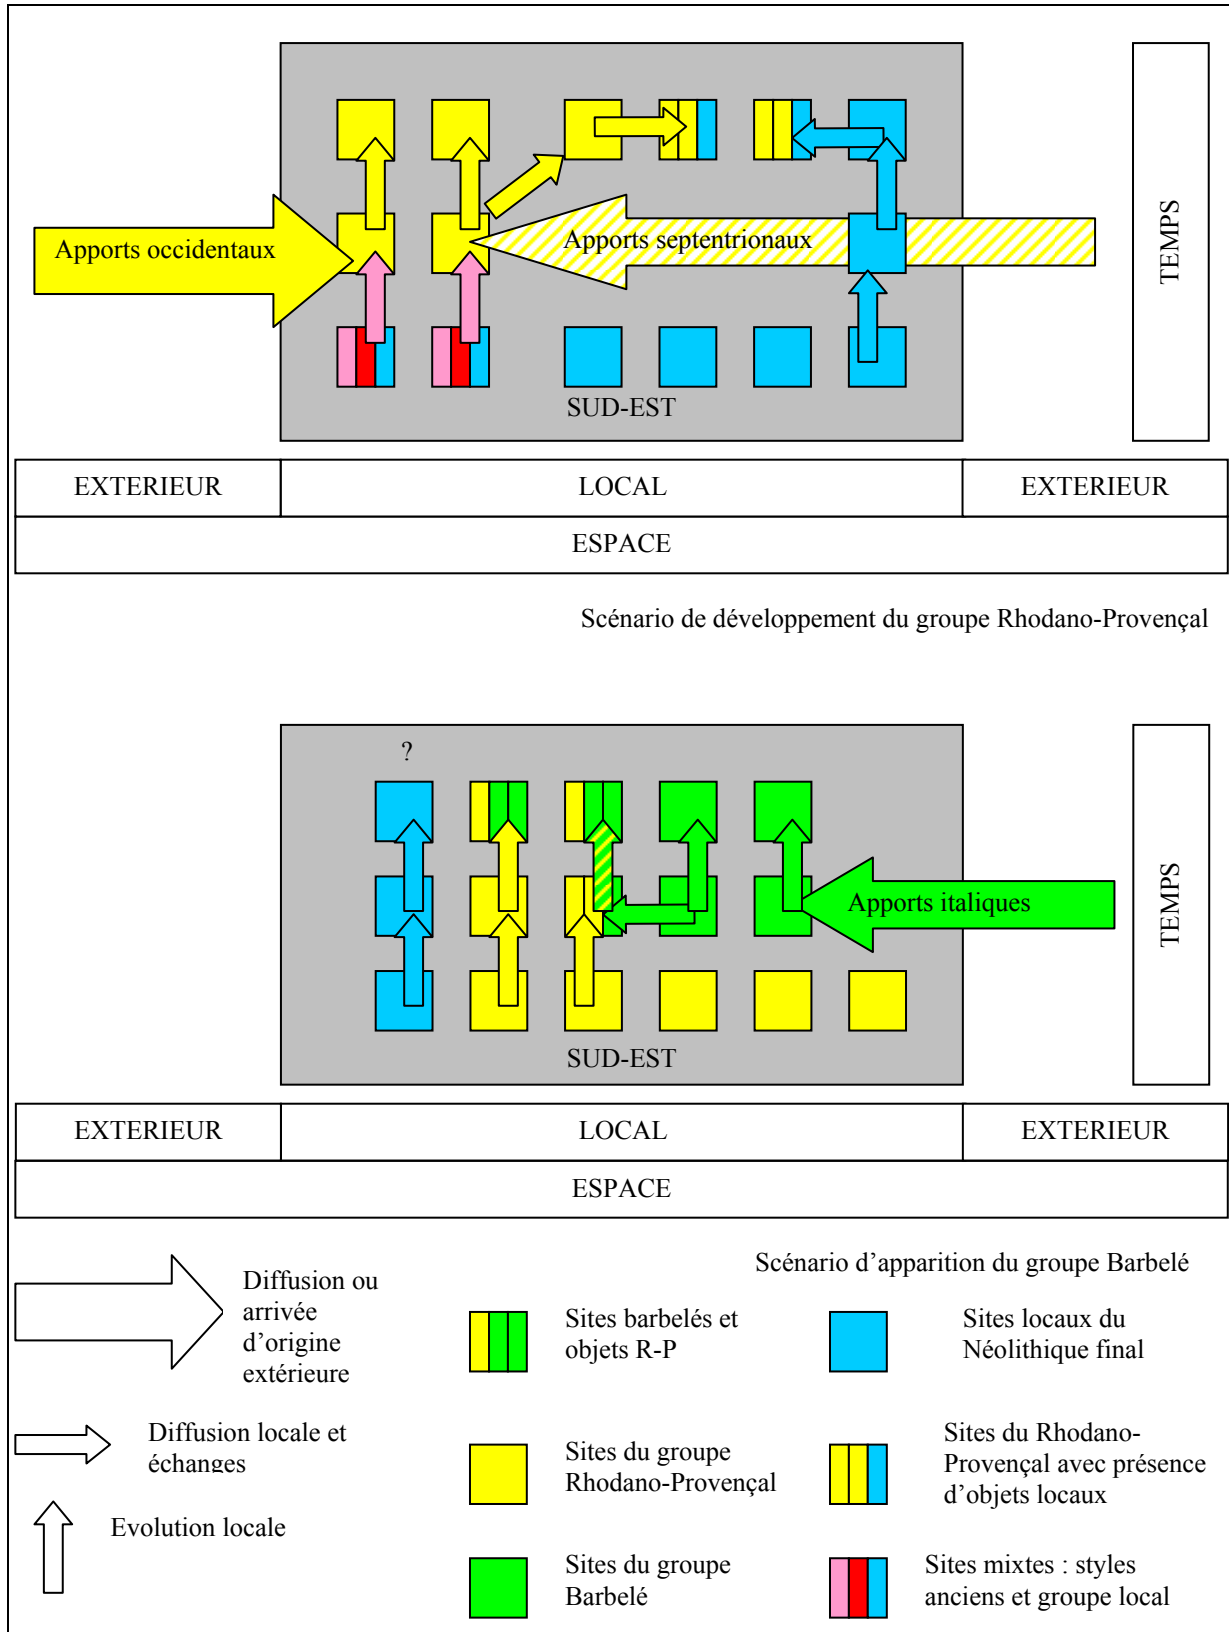 Apports occidentaux
Apports septentrionaux
TEMPS
SUD-EST
EXTERIEUR
LOCAL
EXTERIEUR
ESPACE
Scénario de développement du groupe Rhodano-Provençal
?
Apports italiques
TEMPS
SUD-EST
EXTERIEUR
LOCAL
EXTERIEUR
ESPACE
Scénario d'apparition du groupe Barbelé
Diffusion ou
arrivée
d'origine
extérieure
Sites barbelés et
objets R-P
Sites locaux du
Néolithique final
Diffusion locale et
échanges
Sites du groupe
Rhodano-Provençal
Sites du Rhodano-
Provençal avec présence
d'objets locaux
Evolution locale
Sites du groupe
Barbelé
Sites mixtes : styles
anciens et groupe local